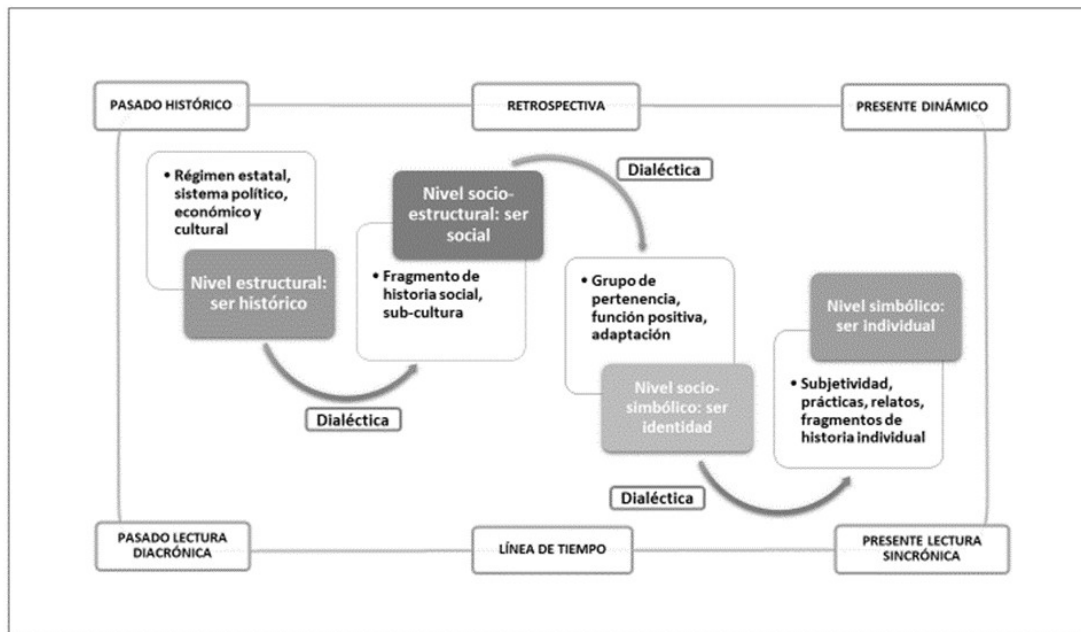 PASADO HISTÓRICO
RETROSPECTIVA
PRESENTE DINÁMICO
• Régimen estatal,
sistema político,
económico y
cultural
Nivel estructural:
ser histórico
Dialéctica
Nivel socio-
estructural: ser
social
• Fragmento de
historia social,
sub-cultura
Dialéctica
• Grupo de
pertenencia,
función positiva,
adaptación
Nivel socio-
simbólico: ser
identidad
Dialéctica
Nivel simbólico:
ser individual
• Subjetividad,
prácticas, relatos,
fragmentos de
historia individual
PASADO LECTURA
DIACRÓNICA
LÍNEA DE TIEMPO
PRESENTE LECTURA
SINCRÓNICA